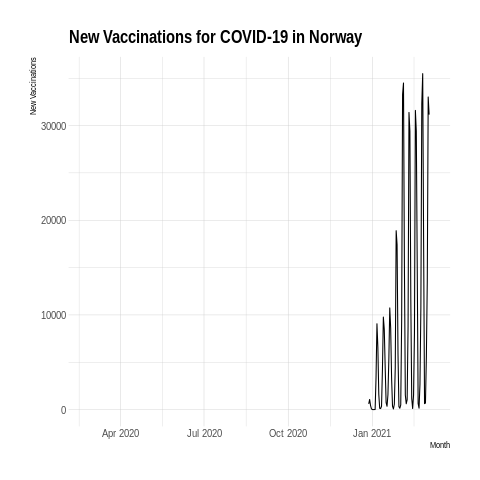 New Vaccinations for COVID-19 in Norway
New Vaccinations
30000
20000
10000
0
Apr 2020 Jul 2020 Oct 2020 Jan 2021
Month